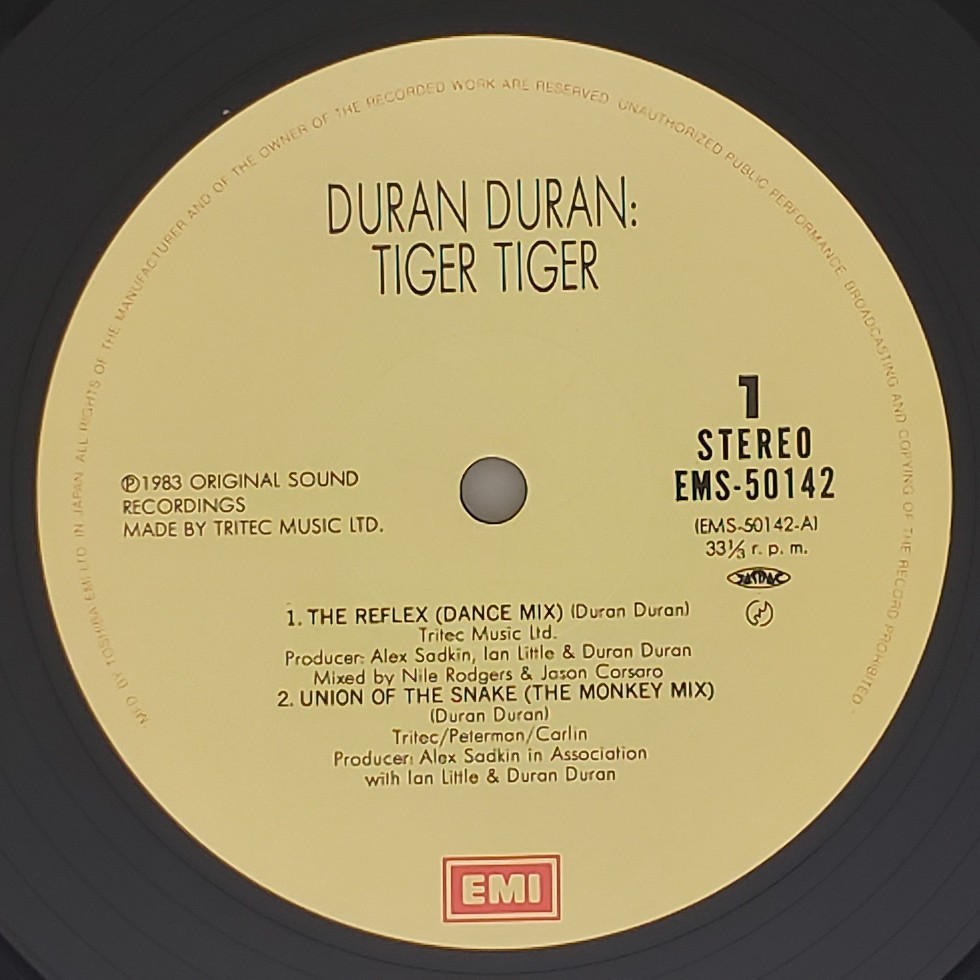 MFD BY TOSHIBA EMI LTD IN JAPAN ALL RIGHTS OF THE MANUFACTURER AND OF THE OWNER OF THE RECORDED WORK ARE RESERVED UNAUTHORIZED PUBLIC PERFORMANCE BROADCASTING AND COPYING OF THE RECORD PROHIBITED
DURAN DURAN:
TIGER TIGER
1
STEREO
EMS-50142
(EMS-50142-A)
33⅓ r. p. m.
JASRAC
℗1983 ORIGINAL SOUND
RECORDINGS
MADE BY TRITEC MUSIC LTD.
1. THE REFLEX (DANCE MIX) (Duran Duran)
Tritec Music Ltd.
Producer: Alex Sadkin, Ian Little & Duran Duran
Mixed by Nile Rodgers & Jason Corsaro
2. UNION OF THE SNAKE (THE MONKEY MIX)
(Duran Duran)
Tritec/Peterman/Carlin
Producer: Alex Sadkin in Association
with Ian Little & Duran Duran
EMI